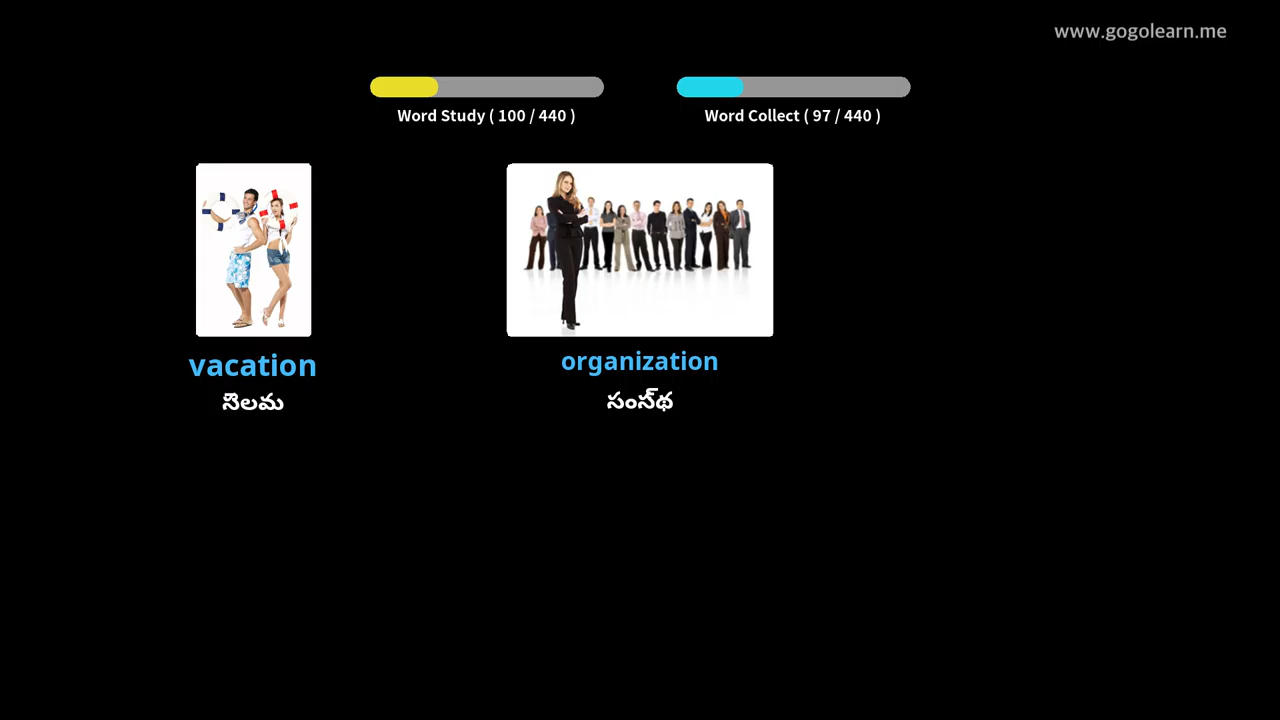 www.gogolearn.me
Word Study ( 100 / 440 )
Word Collect ( 97 / 440 )
vacation
సెలవు
organization
సంస్థ